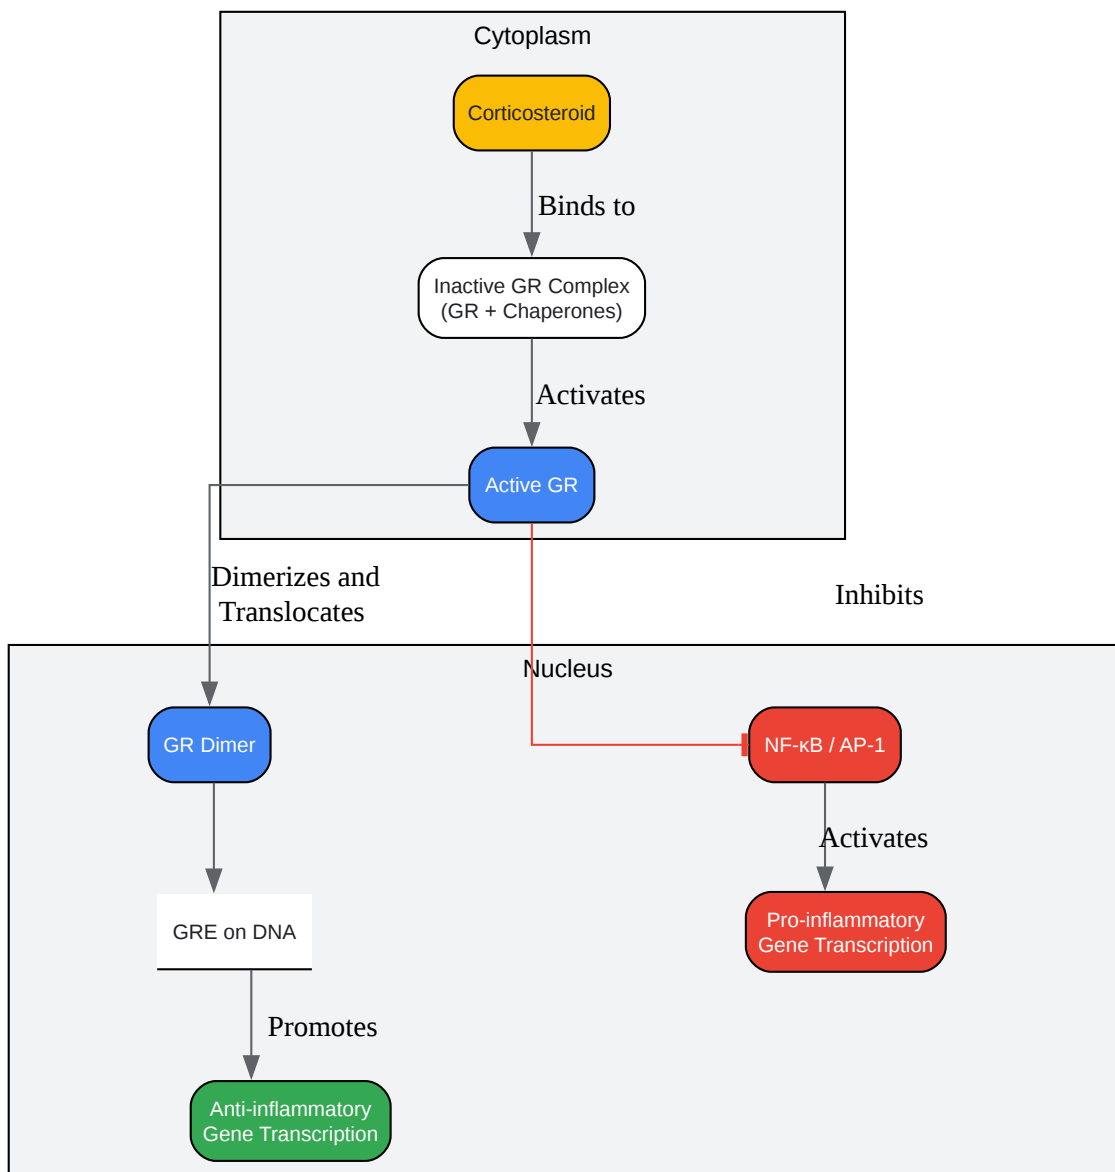 Cytoplasm
Corticosteroid
Binds to
Inactive GR Complex
(GR + Chaperones)
Activates
Active GR
Dimerizes and
Translocates
Inhibits
Nucleus
GR Dimer
NF-κB / AP-1
Activates
GRE on DNA
Pro-inflammatory
Gene Transcription
Promotes
Anti-inflammatory
Gene Transcription